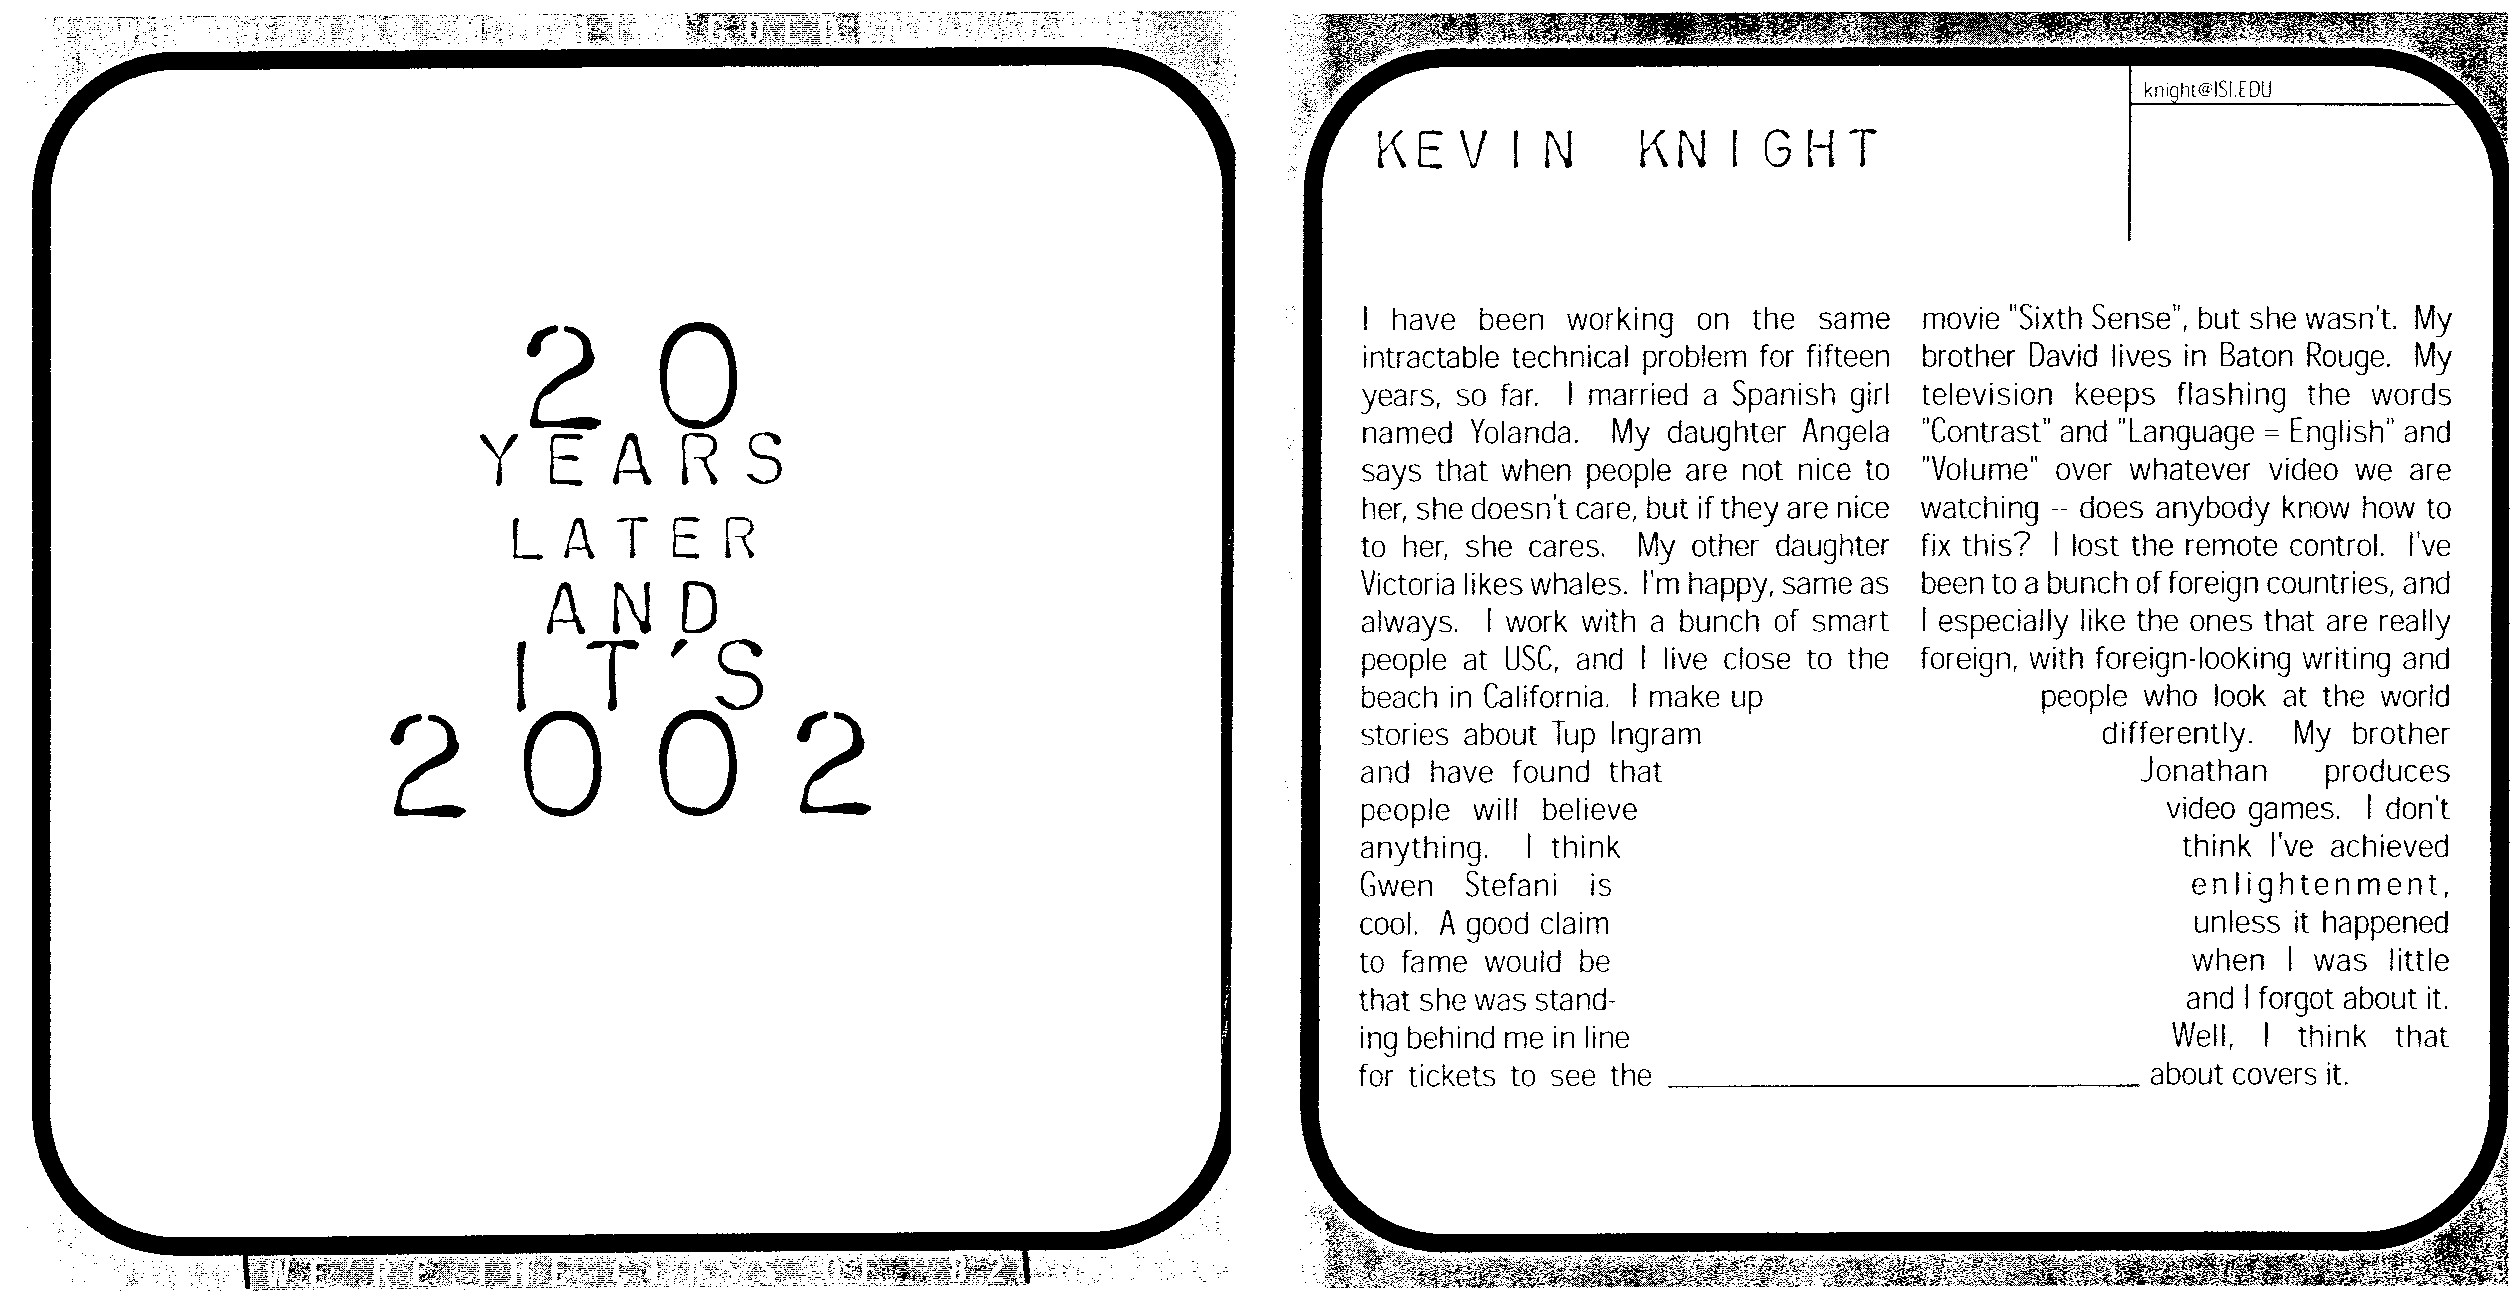 20
YEARS
LATER
AND
IT'S
2002
knight@ISI.EDU
KEVIN KNIGHT
I have been working on the same
intractable technical problem for fifteen
years, so far. I married a Spanish girl
named Yolanda. My daughter Angela
says that when people are not nice to
her, she doesn't care, but if they are nice
to her, she cares. My other daughter
Victoria likes whales. I'm happy, same as
always. I work with a bunch of smart
people at USC, and I live close to the
beach in California. I make up
stories about Tup Ingram
and have found that
people will believe
anything. I think
Gwen Stefani is
cool. A good claim
to fame would be
that she was stand-
ing behind me in line
for tickets to see the
movie "Sixth Sense", but she wasn't. My
brother David lives in Baton Rouge. My
television keeps flashing the words
"Contrast" and "Language = English" and
"Volume" over whatever video we are
watching -- does anybody know how to
fix this? I lost the remote control. I've
been to a bunch of foreign countries, and
I especially like the ones that are really
foreign, with foreign-looking writing and
people who look at the world
differently. My brother
Jonathan produces
video games. I don't
think I've achieved
enlightenment,
unless it happened
when I was little
and I forgot about it.
Well, I think that
about covers it.